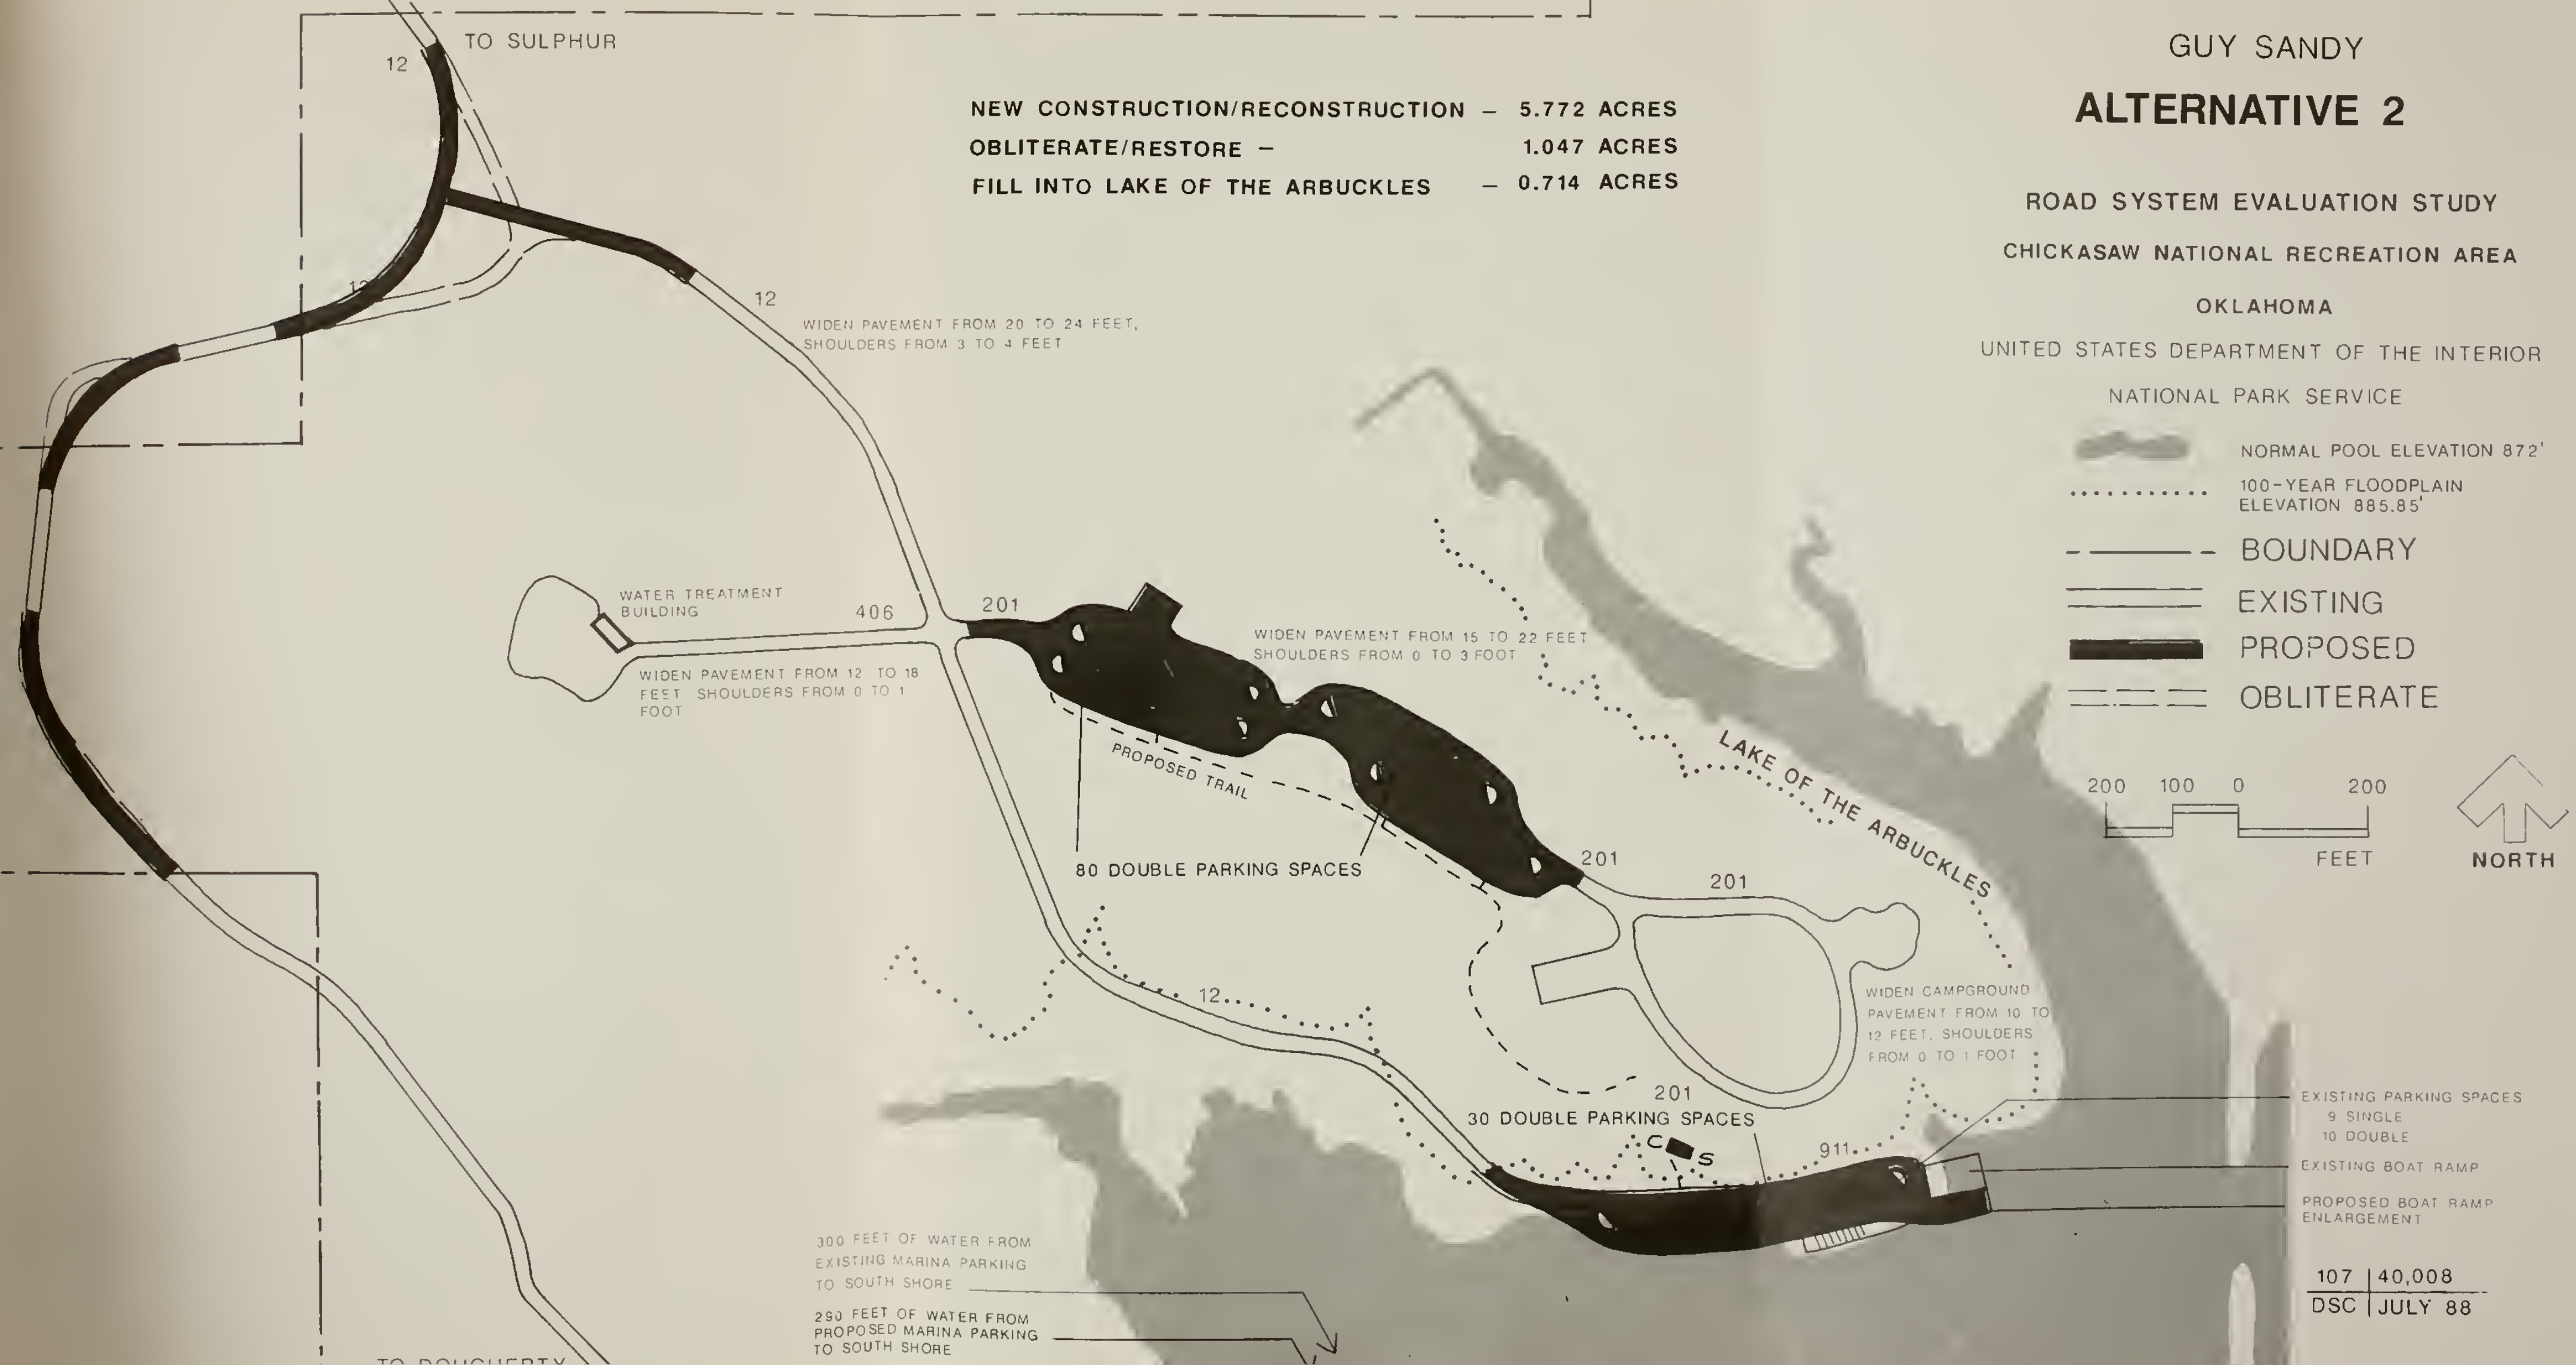 TO SULPHUR
12
NEW CONSTRUCTION/RECONSTRUCTION – 5.772 ACRES
OBLITERATE/RESTORE – 1.047 ACRES
FILL INTO LAKE OF THE ARBUCKLES – 0.714 ACRES
GUY SANDY
ALTERNATIVE 2
ROAD SYSTEM EVALUATION STUDY
CHICKASAW NATIONAL RECREATION AREA
OKLAHOMA
UNITED STATES DEPARTMENT OF THE INTERIOR
NATIONAL PARK SERVICE
NORMAL POOL ELEVATION 872'
100-YEAR FLOODPLAIN
ELEVATION 885.85'
BOUNDARY
EXISTING
PROPOSED
OBLITERATE
200 100 0 200
FEET
NORTH
12
12
WIDEN PAVEMENT FROM 20 TO 24 FEET,
SHOULDERS FROM 3 TO 4 FEET
WATER TREATMENT
BUILDING
406
201
WIDEN PAVEMENT FROM 12 TO 18
FEET SHOULDERS FROM 0 TO 1
FOOT
WIDEN PAVEMENT FROM 15 TO 22 FEET
SHOULDERS FROM 0 TO 3 FOOT
PROPOSED TRAIL
LAKE OF THE ARBUCKLES
80 DOUBLE PARKING SPACES
201
201
12
WIDEN CAMPGROUND
PAVEMENT FROM 10 TO
12 FEET, SHOULDERS
FROM 0 TO 1 FOOT
201
30 DOUBLE PARKING SPACES
C S
911
EXISTING PARKING SPACES
9 SINGLE
10 DOUBLE
EXISTING BOAT RAMP
PROPOSED BOAT RAMP
ENLARGEMENT
300 FEET OF WATER FROM
EXISTING MARINA PARKING
TO SOUTH SHORE
250 FEET OF WATER FROM
PROPOSED MARINA PARKING
TO SOUTH SHORE
107 | 40,008
DSC | JULY 88
TO DOUGHERTY